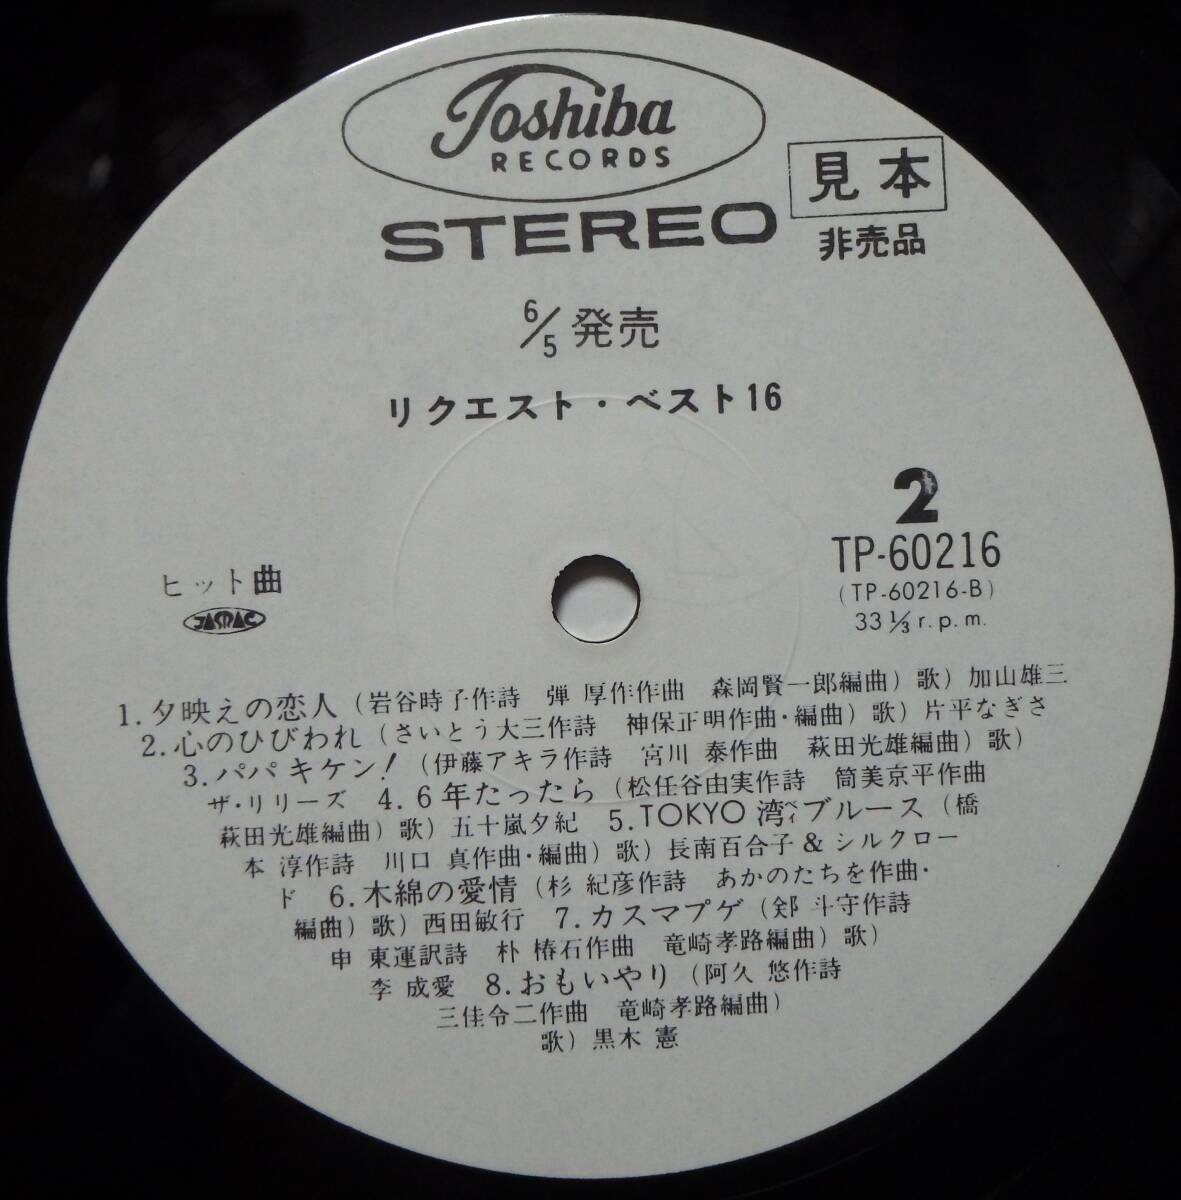 Toshiba
RECORDS
STEREO
見本
非売品
6/5 発売
リクエスト・ベスト16
2
TP-60216
(TP-60216-B)
33 1/3 r.p.m.
ヒット曲
JASRAC
1.夕映えの恋人(岩谷時子作詩 弾 厚作作曲 森岡賢一郎編曲)歌)加山雄三
2.心のひびわれ(さいとう大三作詩 神保正明作曲・編曲)歌)片平なぎさ
3.パパ キケン!(伊藤アキラ作詩 宮川 泰作曲 萩田光雄編曲)歌)
ザ・リリーズ 4.6年たったら(松任谷由実作詩 筒美京平作曲
萩田光雄編曲)歌)五十嵐夕紀 5.TOKYO湾ベイブルース(橋
本 淳作詩 川口 真作曲・編曲)歌)長南百合子&シルクロー
ド 6.木綿の愛情(杉 紀彦作詩 あかのたちを作曲・
編曲)歌)西田敏行 7.カスマプゲ(鄭 斗守作詩
申 東運訳詩 朴 椿石作曲 竜崎孝路編曲)歌)
李 成愛 8.おもいやり(阿久 悠作詩
三佳令二作曲 竜崎孝路編曲)
歌)黒木 憲